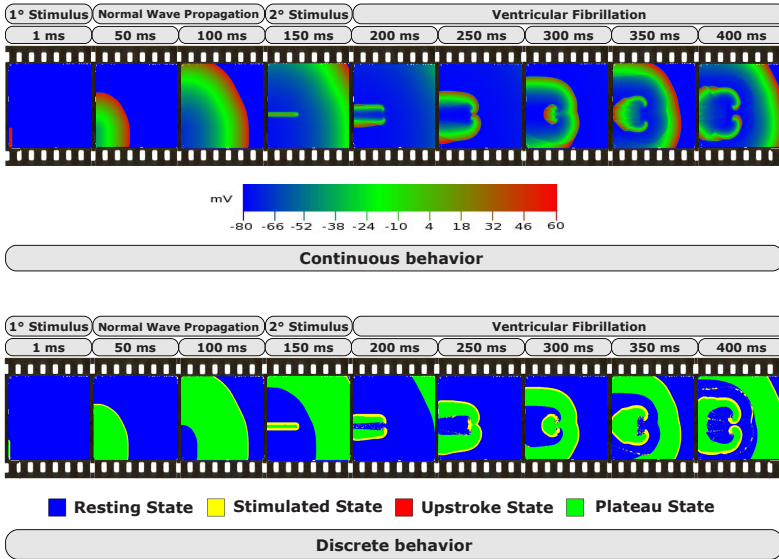 1° Stimulus Normal Wave Propagation 2° Stimulus Ventricular Fibrillation
1 ms 50 ms 100 ms 150 ms 200 ms 250 ms 300 ms 350 ms 400 ms
mV
-80 -66 -52 -38 -24 -10 4 18 32 46 60
Continuous behavior
1° Stimulus Normal Wave Propagation 2° Stimulus Ventricular Fibrillation
1 ms 50 ms 100 ms 150 ms 200 ms 250 ms 300 ms 350 ms 400 ms
Resting State Stimulated State Upstroke State Plateau State
Discrete behavior